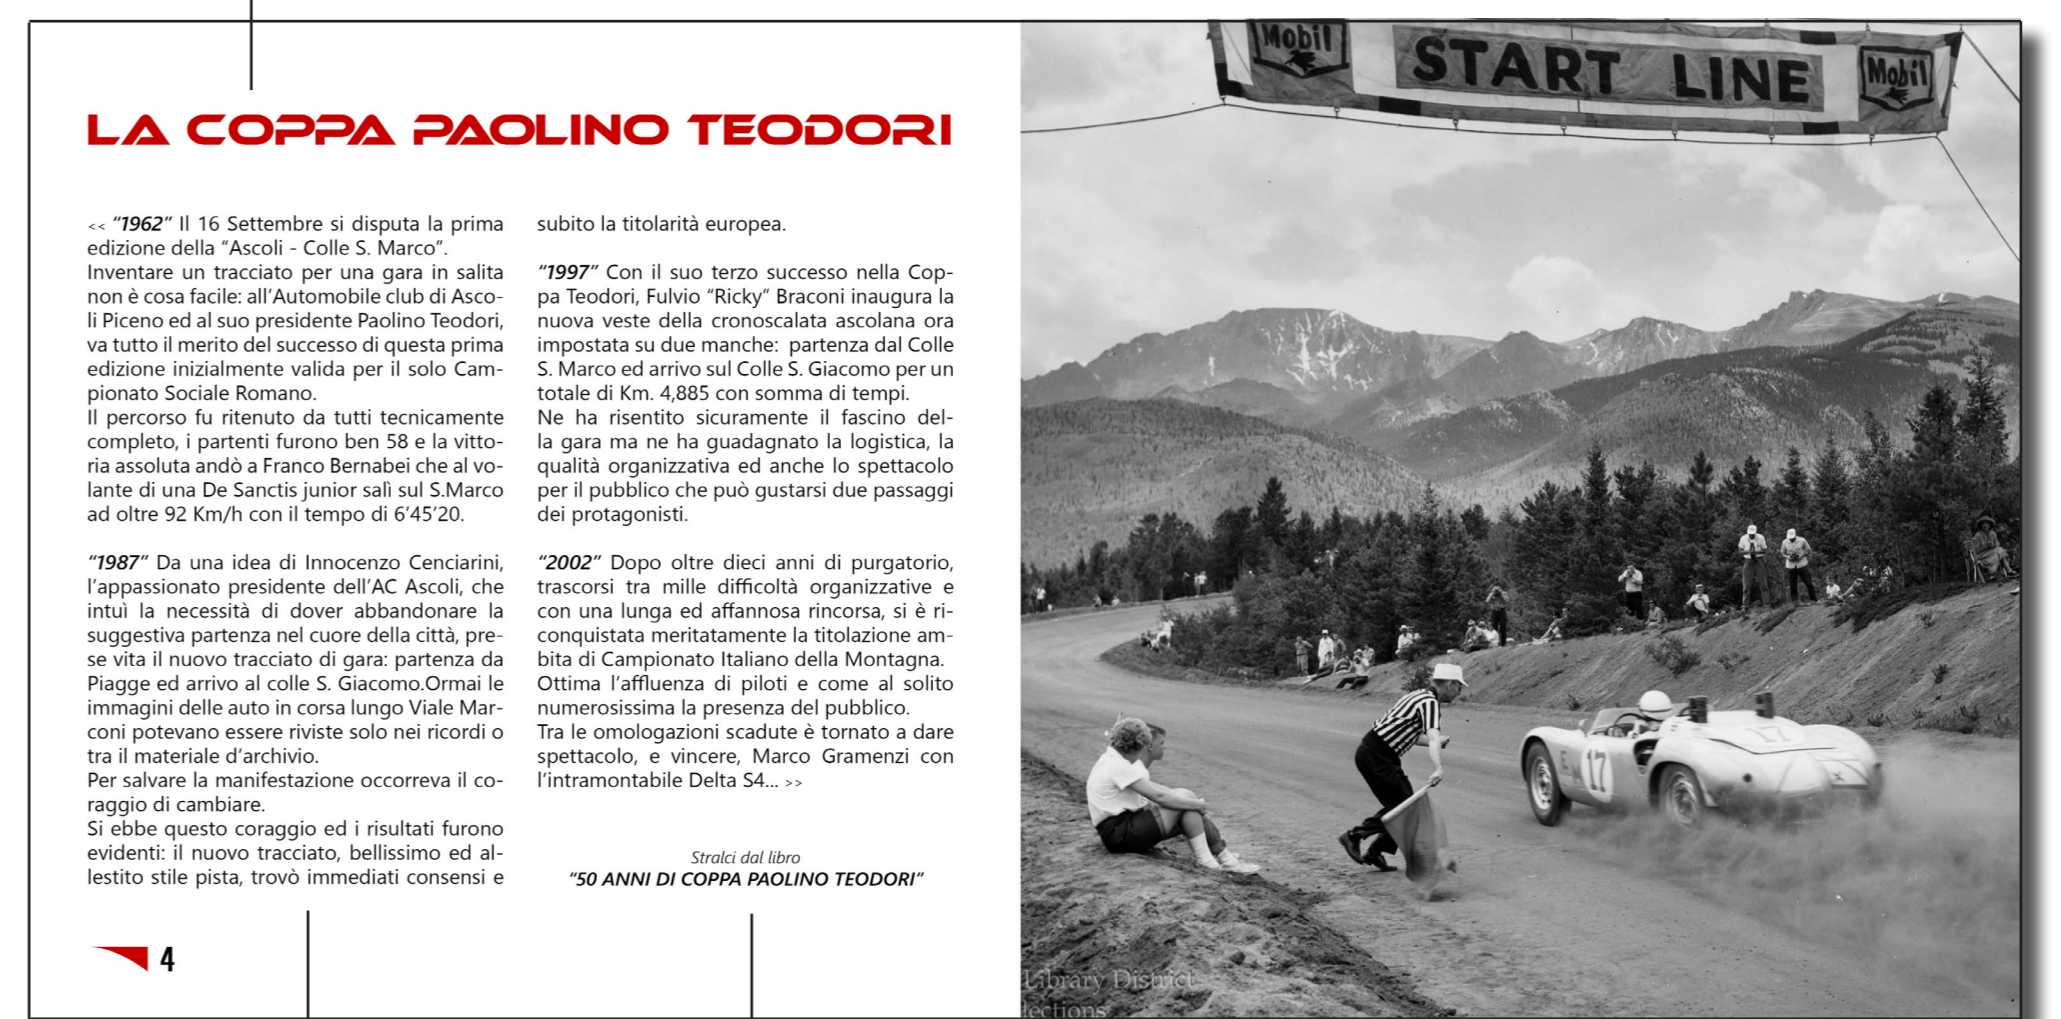 LA COPPA PAOLINO TEODORI
<< “1962” Il 16 Settembre si disputa la prima
edizione della “Ascoli - Colle S. Marco”.
Inventare un tracciato per una gara in salita
non è cosa facile: all’Automobile club di Asco-
li Piceno ed al suo presidente Paolino Teodori,
va tutto il merito del successo di questa prima
edizione inizialmente valida per il solo Cam-
pionato Sociale Romano.
Il percorso fu ritenuto da tutti tecnicamente
completo, i partenti furono ben 58 e la vitto-
ria assoluta andò a Franco Bernabei che al vo-
lante di una De Sanctis junior salì sul S.Marco
ad oltre 92 Km/h con il tempo di 6’45’20.
“1987” Da una idea di Innocenzo Cenciarini,
l’appassionato presidente dell’AC Ascoli, che
intuì la necessità di dover abbandonare la
suggestiva partenza nel cuore della città, pre-
se vita il nuovo tracciato di gara: partenza da
Piagge ed arrivo al colle S. Giacomo.Ormai le
immagini delle auto in corsa lungo Viale Mar-
coni potevano essere riviste solo nei ricordi o
tra il materiale d’archivio.
Per salvare la manifestazione occorreva il co-
raggio di cambiare.
Si ebbe questo coraggio ed i risultati furono
evidenti: il nuovo tracciato, bellissimo ed al-
lestito stile pista, trovò immediati consensi e
subito la titolarità europea.
“1997” Con il suo terzo successo nella Cop-
pa Teodori, Fulvio “Ricky” Braconi inaugura la
nuova veste della cronoscalata ascolana ora
impostata su due manche:  partenza dal Colle
S. Marco ed arrivo sul Colle S. Giacomo per un
totale di Km. 4,885 con somma di tempi.
Ne ha risentito sicuramente il fascino del-
la gara ma ne ha guadagnato la logistica, la
qualità organizzativa ed anche lo spettacolo
per il pubblico che può gustarsi due passaggi
dei protagonisti.
“2002” Dopo oltre dieci anni di purgatorio,
trascorsi tra mille difficoltà organizzative e
con una lunga ed affannosa rincorsa, si è ri-
conquistata meritatamente la titolazione am-
bita di Campionato Italiano della Montagna.
Ottima l’affluenza di piloti e come al solito
numerosissima la presenza del pubblico.
Tra le omologazioni scadute è tornato a dare
spettacolo, e vincere, Marco Gramenzi con
l’intramontabile Delta S4... >>
Stralci dal libro
“50 ANNI DI COPPA PAOLINO TEODORI”
4
Mobil START LINE Mobil
E M 17
17
Library District
lections